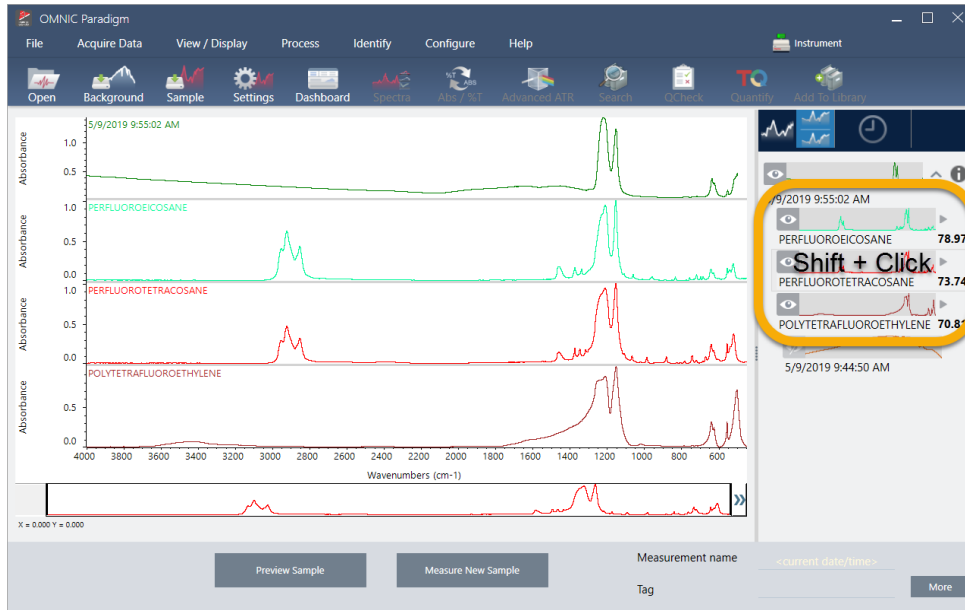 OMNIC Paradigm
File Acquire Data View / Display Process Identify Configure Help Instrument
Open Background Sample Settings Dashboard Spectra Abs / %T Advanced ATR Search QCheck Quantify Add To Library
%T ABS TQ
5/9/2019 9:55:02 AM
Absorbance
1.0
0.5
PERFLUOROEICOSANE
Absorbance
1.0
0.5
0.0
PERFLUOROTETRACOSANE
Absorbance
1.0
0.5
0.0
POLYTETRAFLUOROETHYLENE
Absorbance
0.5
0.0
4000 3800 3600 3400 3200 3000 2800 2600 2400 2200 2000 1800 1600 1400 1200 1000 800 600
Wavenumbers (cm-1)
X = 0.000 Y = 0.000
/9/2019 9:55:02 AM
PERFLUOROEICOSANE 78.97
Shift + Click
PERFLUOROTETRACOSANE 73.74
POLYTETRAFLUOROETHYLENE 70.81
5/9/2019 9:44:50 AM
Preview Sample
Measure New Sample
Measurement name <current date/time>
Tag
More